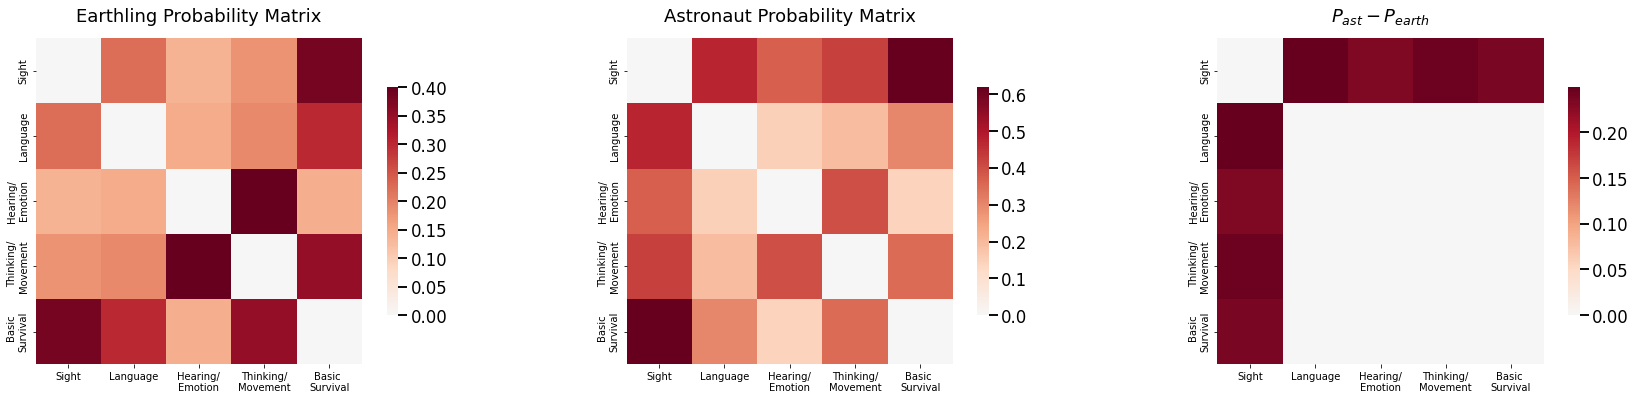 Earthling Probability Matrix
Sight
Language
Hearing/
Emotion
Thinking/
Movement
Basic
Survival
Sight
Language
Hearing/
Emotion
Thinking/
Movement
Basic
Survival
0.40
0.35
0.30
0.25
0.20
0.15
0.10
0.05
0.00
Astronaut Probability Matrix
Sight
Language
Hearing/
Emotion
Thinking/
Movement
Basic
Survival
Sight
Language
Hearing/
Emotion
Thinking/
Movement
Basic
Survival
0.6
0.5
0.4
0.3
0.2
0.1
0.0
P_ast − P_earth
Sight
Language
Hearing/
Emotion
Thinking/
Movement
Basic
Survival
Sight
Language
Hearing/
Emotion
Thinking/
Movement
Basic
Survival
0.20
0.15
0.10
0.05
0.00